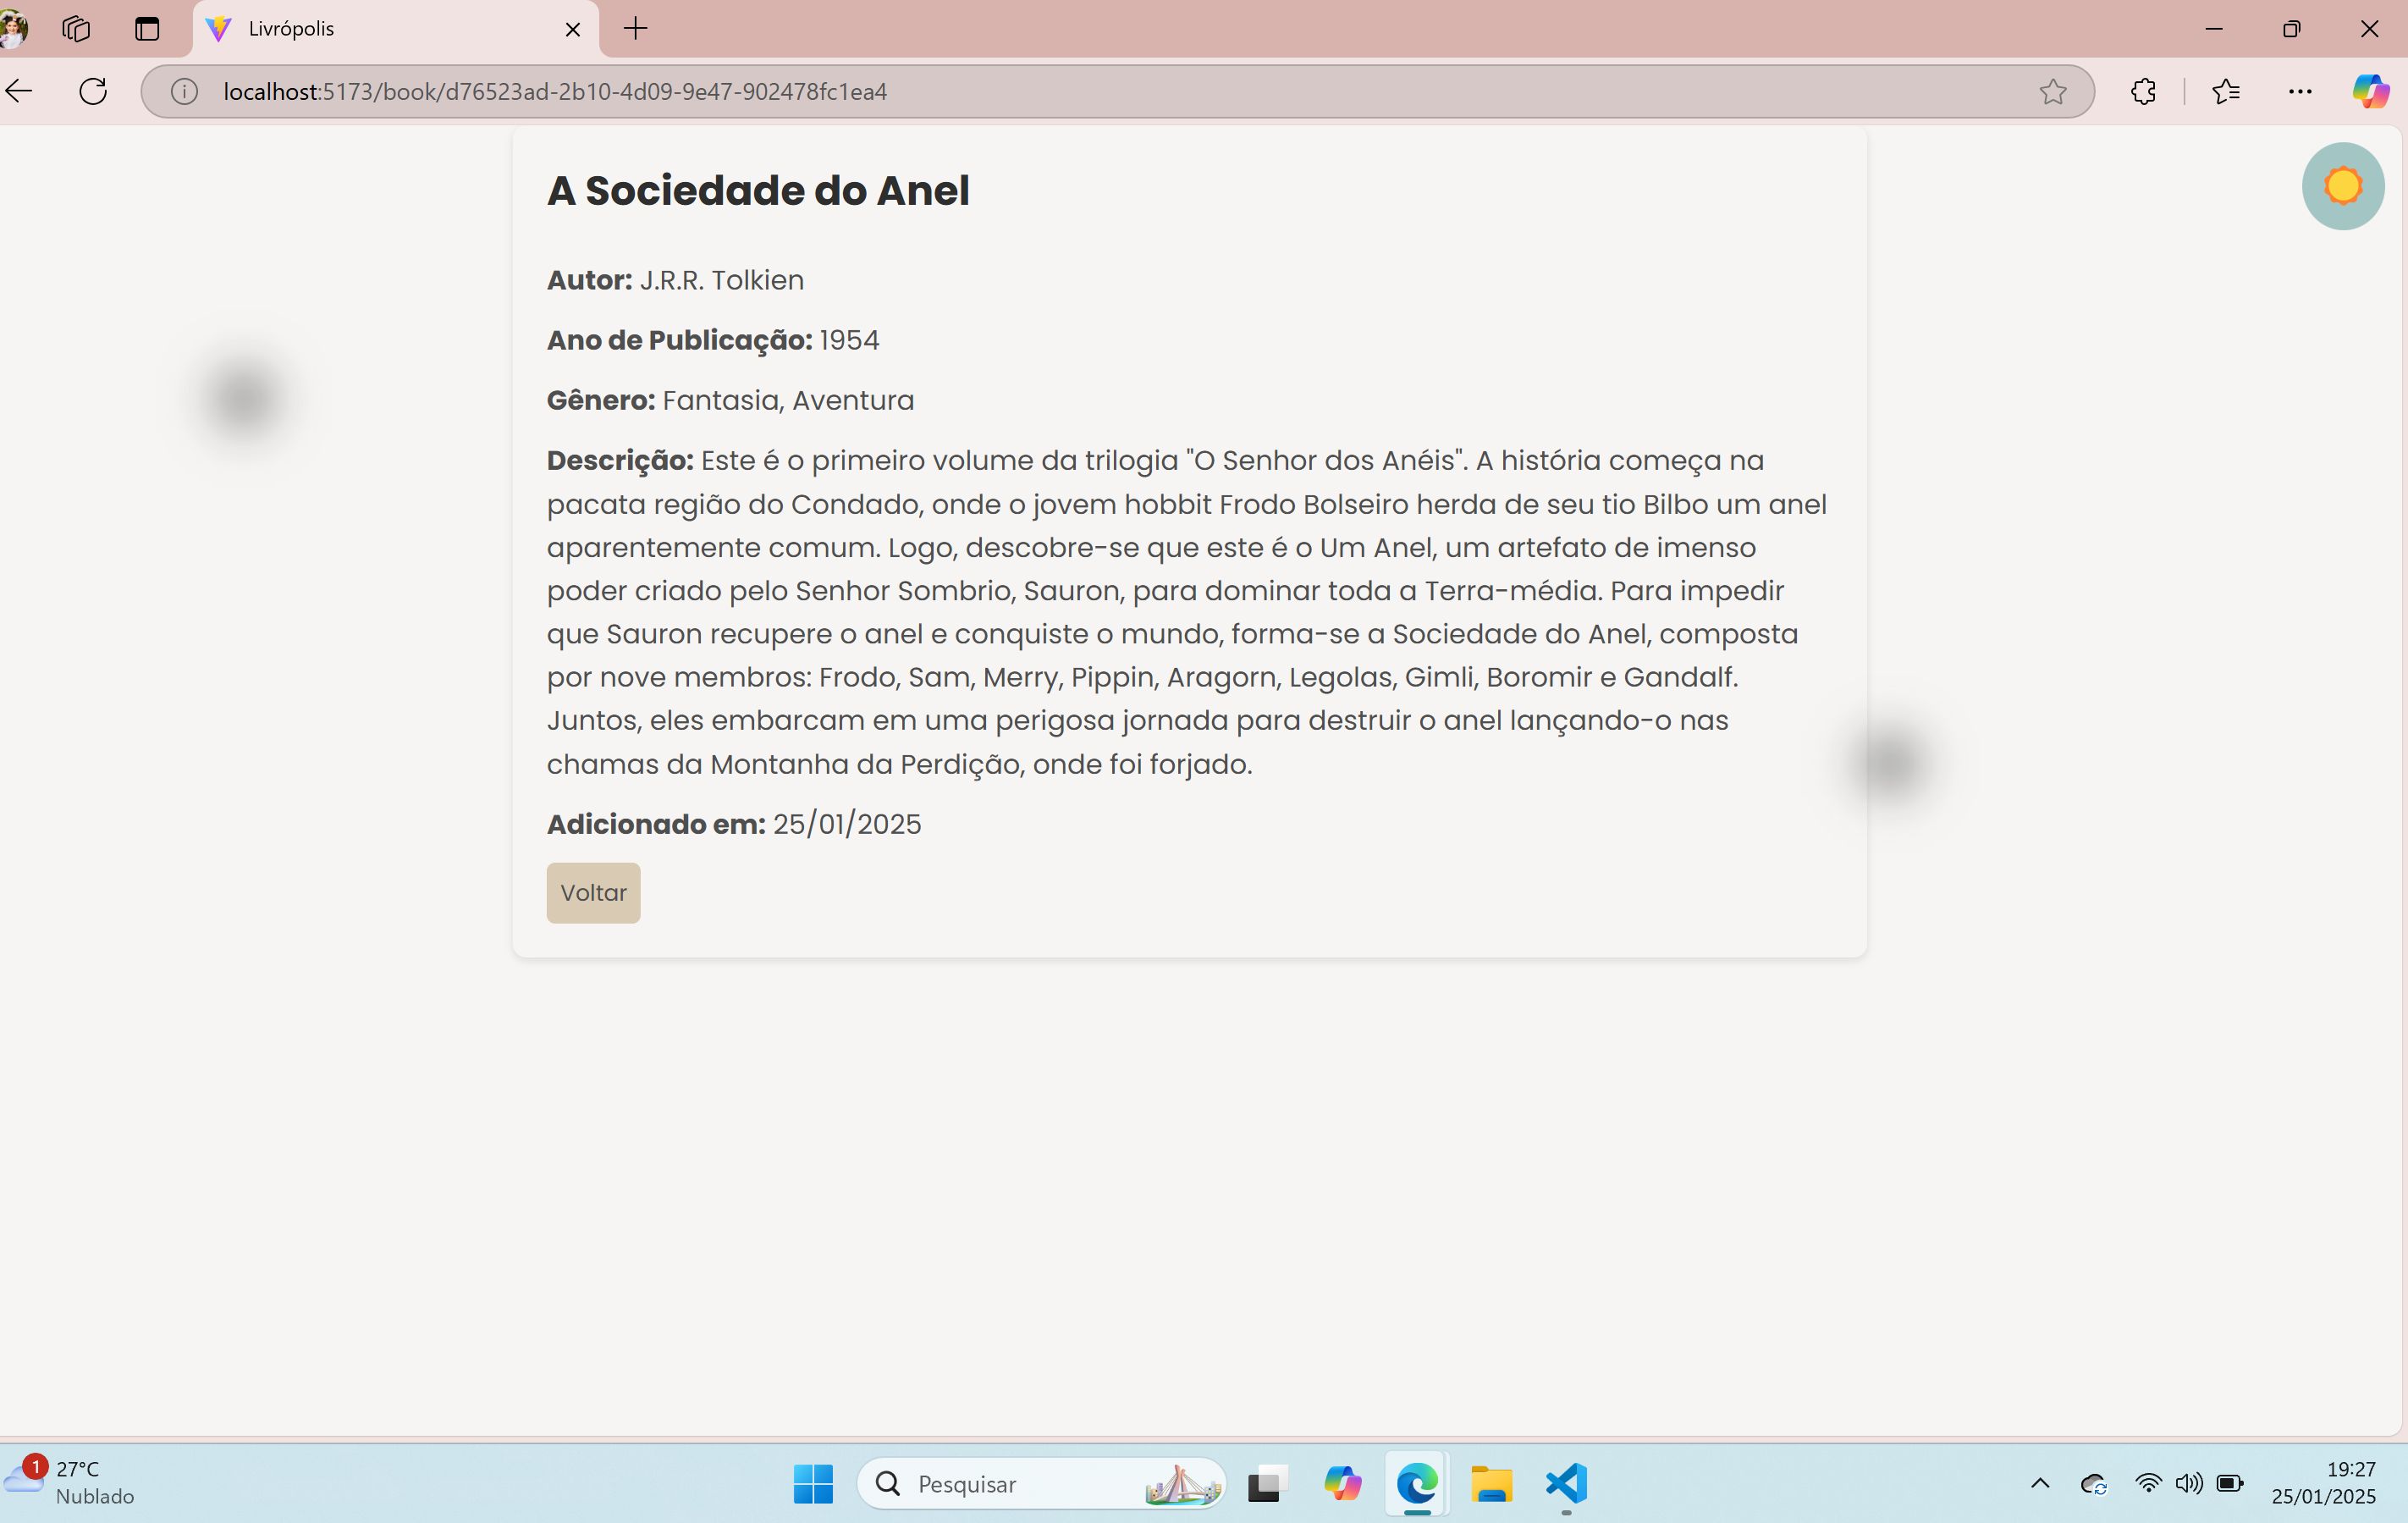 Livrópolis
localhost:5173/book/d76523ad-2b10-4d09-9e47-902478fc1ea4
A Sociedade do Anel
Autor: J.R.R. Tolkien
Ano de Publicação: 1954
Gênero: Fantasia, Aventura
Descrição: Este é o primeiro volume da trilogia "O Senhor dos Anéis". A história começa na
pacata região do Condado, onde o jovem hobbit Frodo Bolseiro herda de seu tio Bilbo um anel
aparentemente comum. Logo, descobre-se que este é o Um Anel, um artefato de imenso
poder criado pelo Senhor Sombrio, Sauron, para dominar toda a Terra-média. Para impedir
que Sauron recupere o anel e conquiste o mundo, forma-se a Sociedade do Anel, composta
por nove membros: Frodo, Sam, Merry, Pippin, Aragorn, Legolas, Gimli, Boromir e Gandalf.
Juntos, eles embarcam em uma perigosa jornada para destruir o anel lançando-o nas
chamas da Montanha da Perdição, onde foi forjado.
Adicionado em: 25/01/2025
Voltar
1
27°C
Nublado
Pesquisar
19:27
25/01/2025